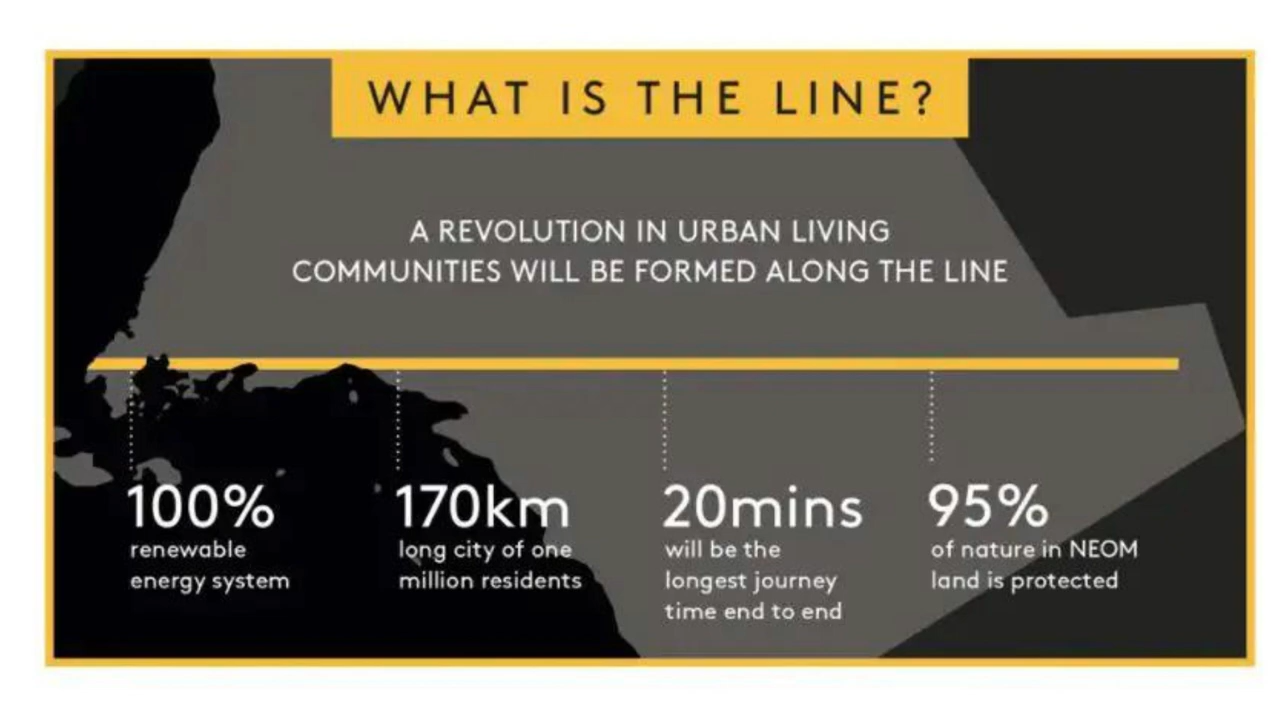 WHAT IS THE LINE?
A REVOLUTION IN URBAN LIVING
COMMUNITIES WILL BE FORMED ALONG THE LINE
100%
renewable
energy system
170km
long city of one
million residents
20mins
will be the
longest journey
time end to end
95%
of nature in NEOM
land is protected